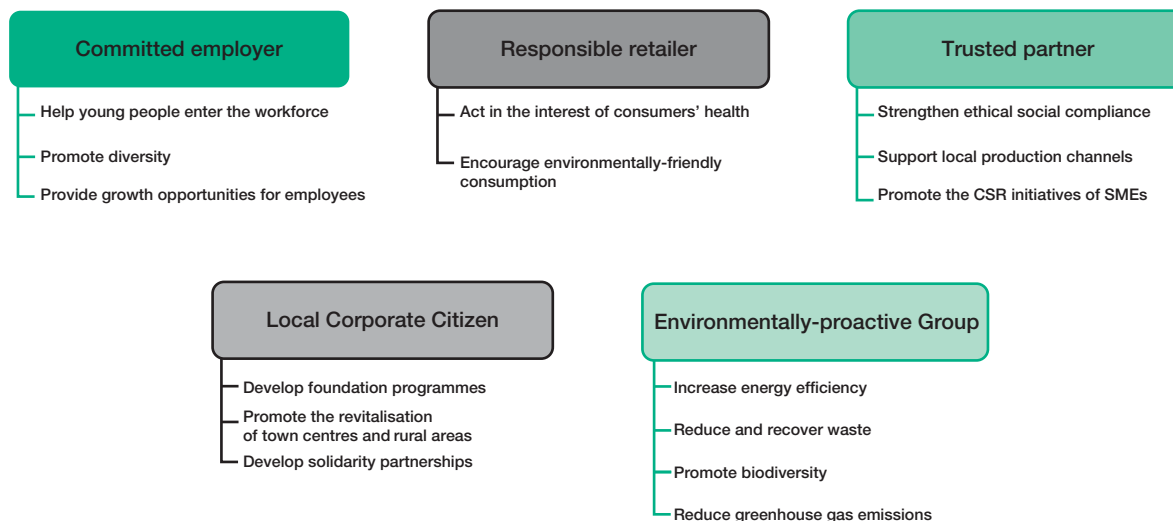 Committed employer
Help young people enter the workforce
Promote diversity
Provide growth opportunities for employees
Responsible retailer
Act in the interest of consumers’ health
Encourage environmentally-friendly
consumption
Trusted partner
Strengthen ethical social compliance
Support local production channels
Promote the CSR initiatives of SMEs
Local Corporate Citizen
Develop foundation programmes
Promote the revitalisation
of town centres and rural areas
Develop solidarity partnerships
Environmentally-proactive Group
Increase energy efficiency
Reduce and recover waste
Promote biodiversity
Reduce greenhouse gas emissions